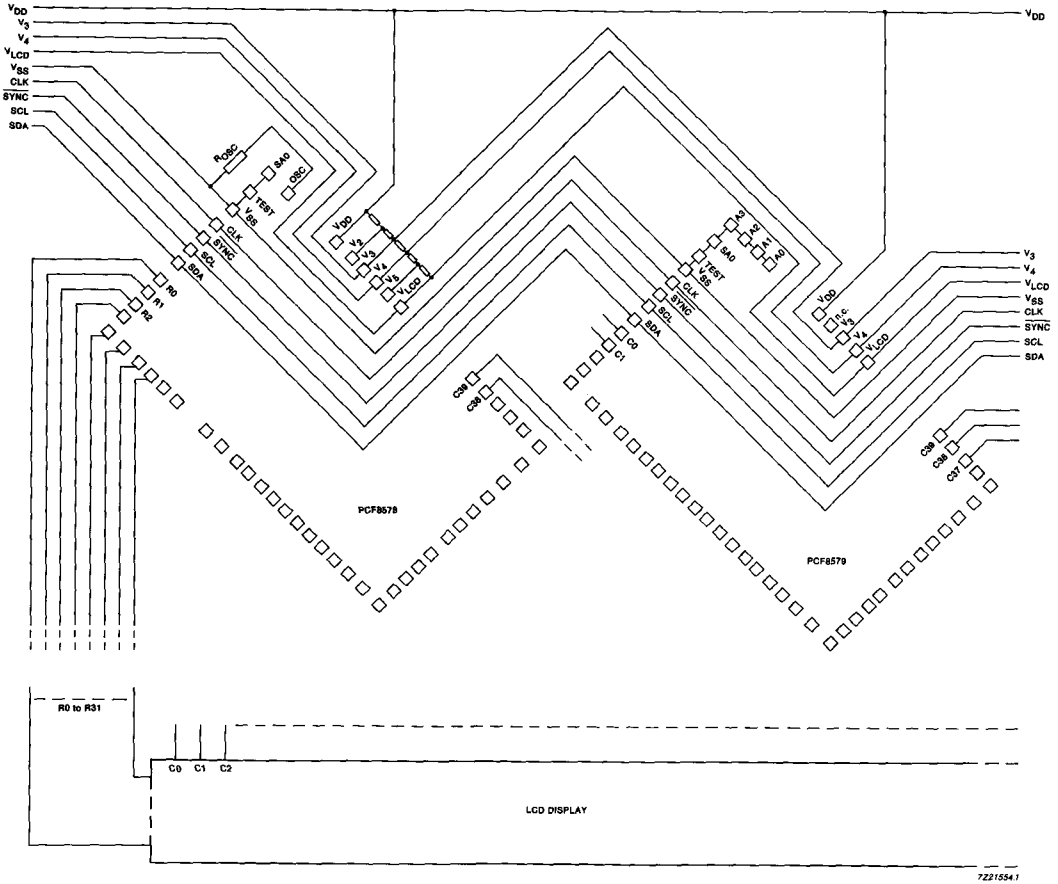 VDD
V3
V4
VLCD
VSS
CLK
SYNC
SCL
SDA
VDD
ROSC
SA0
OSC
TEST
VSS
CLK
SYNC
SCL
SDA
R0
R1
R2
VDD
V2
V3
V4
V5
VLCD
C39
C38
PCF8578
A3
A2
A1
A0
SA0
TEST
VSS
CLK
SYNC
SCL
SDA
C0
C1
VDD
n.c.
V3
V4
VLCD
V3
V4
VLCD
VSS
CLK
SYNC
SCL
SDA
C39
C38
C37
PCF8579
R0 to R31
C0 C1 C2
LCD DISPLAY
7Z21554.1